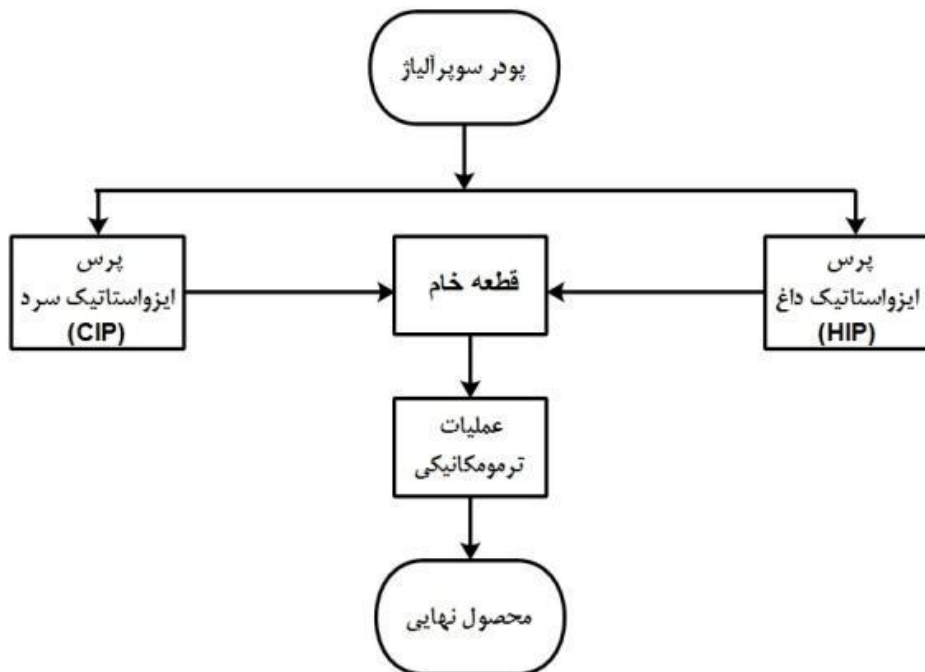 پودر سوپرآلیاژ
پرس
ایزواستاتیک داغ
(HIP)
قطعه خام
پرس
ایزواستاتیک سرد
(CIP)
عملیات
ترمومکانیکی
محصول نهایی